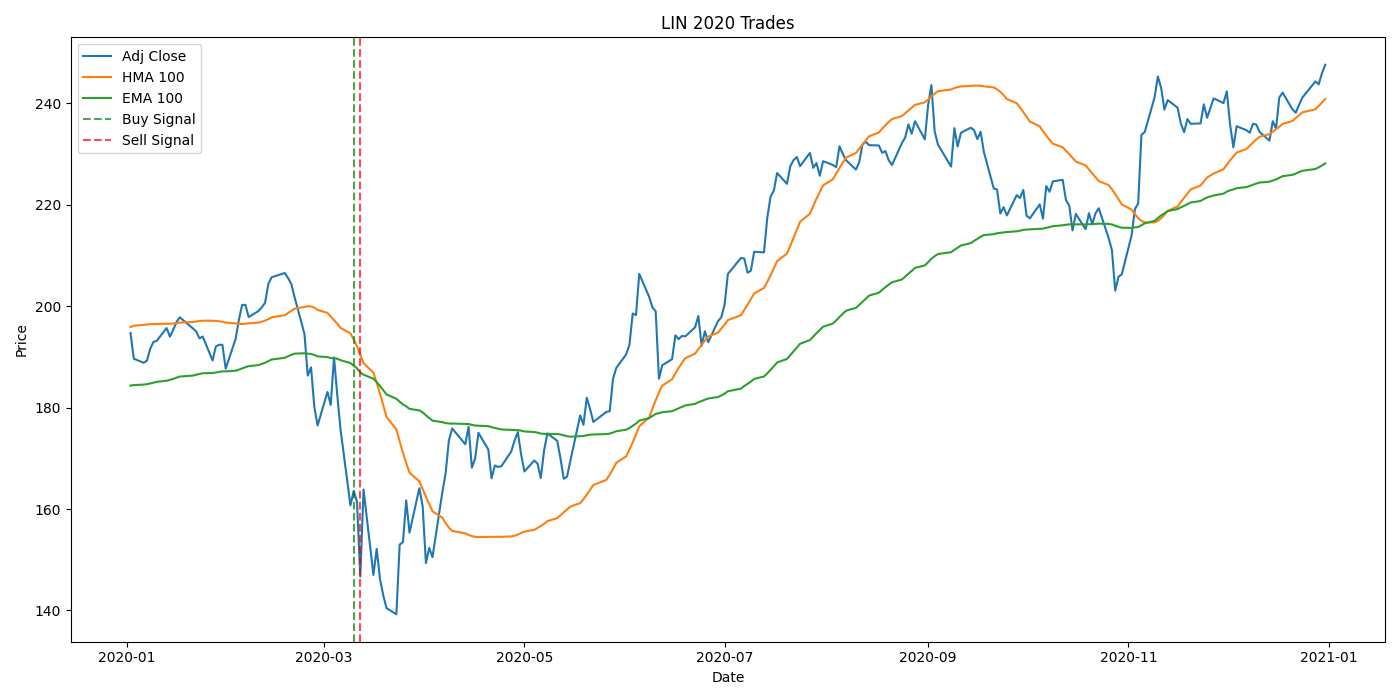 LIN 2020 Trades
Adj Close
HMA 100
EMA 100
Buy Signal
Sell Signal
Price
240
220
200
180
160
140
2020-01
2020-03
2020-05
2020-07
2020-09
2020-11
2021-01
Date